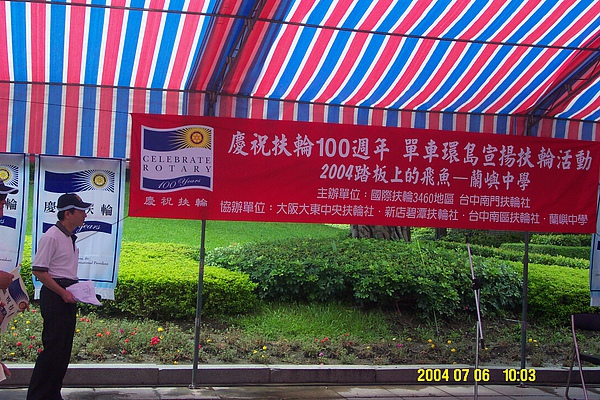 CELEBRATE
ROTARY
100 Years
慶祝扶輪
慶祝扶輪100週年 單車環島宣揚扶輪活動
2004踏板上的飛魚—蘭嶼中學
主辦單位：國際扶輪3460地區 台中南門扶輪社
協辦單位：大阪大東中央扶輪社．新店碧潭扶輪社．台中南區扶輪社．蘭嶼中學
2004 07 06 10:03